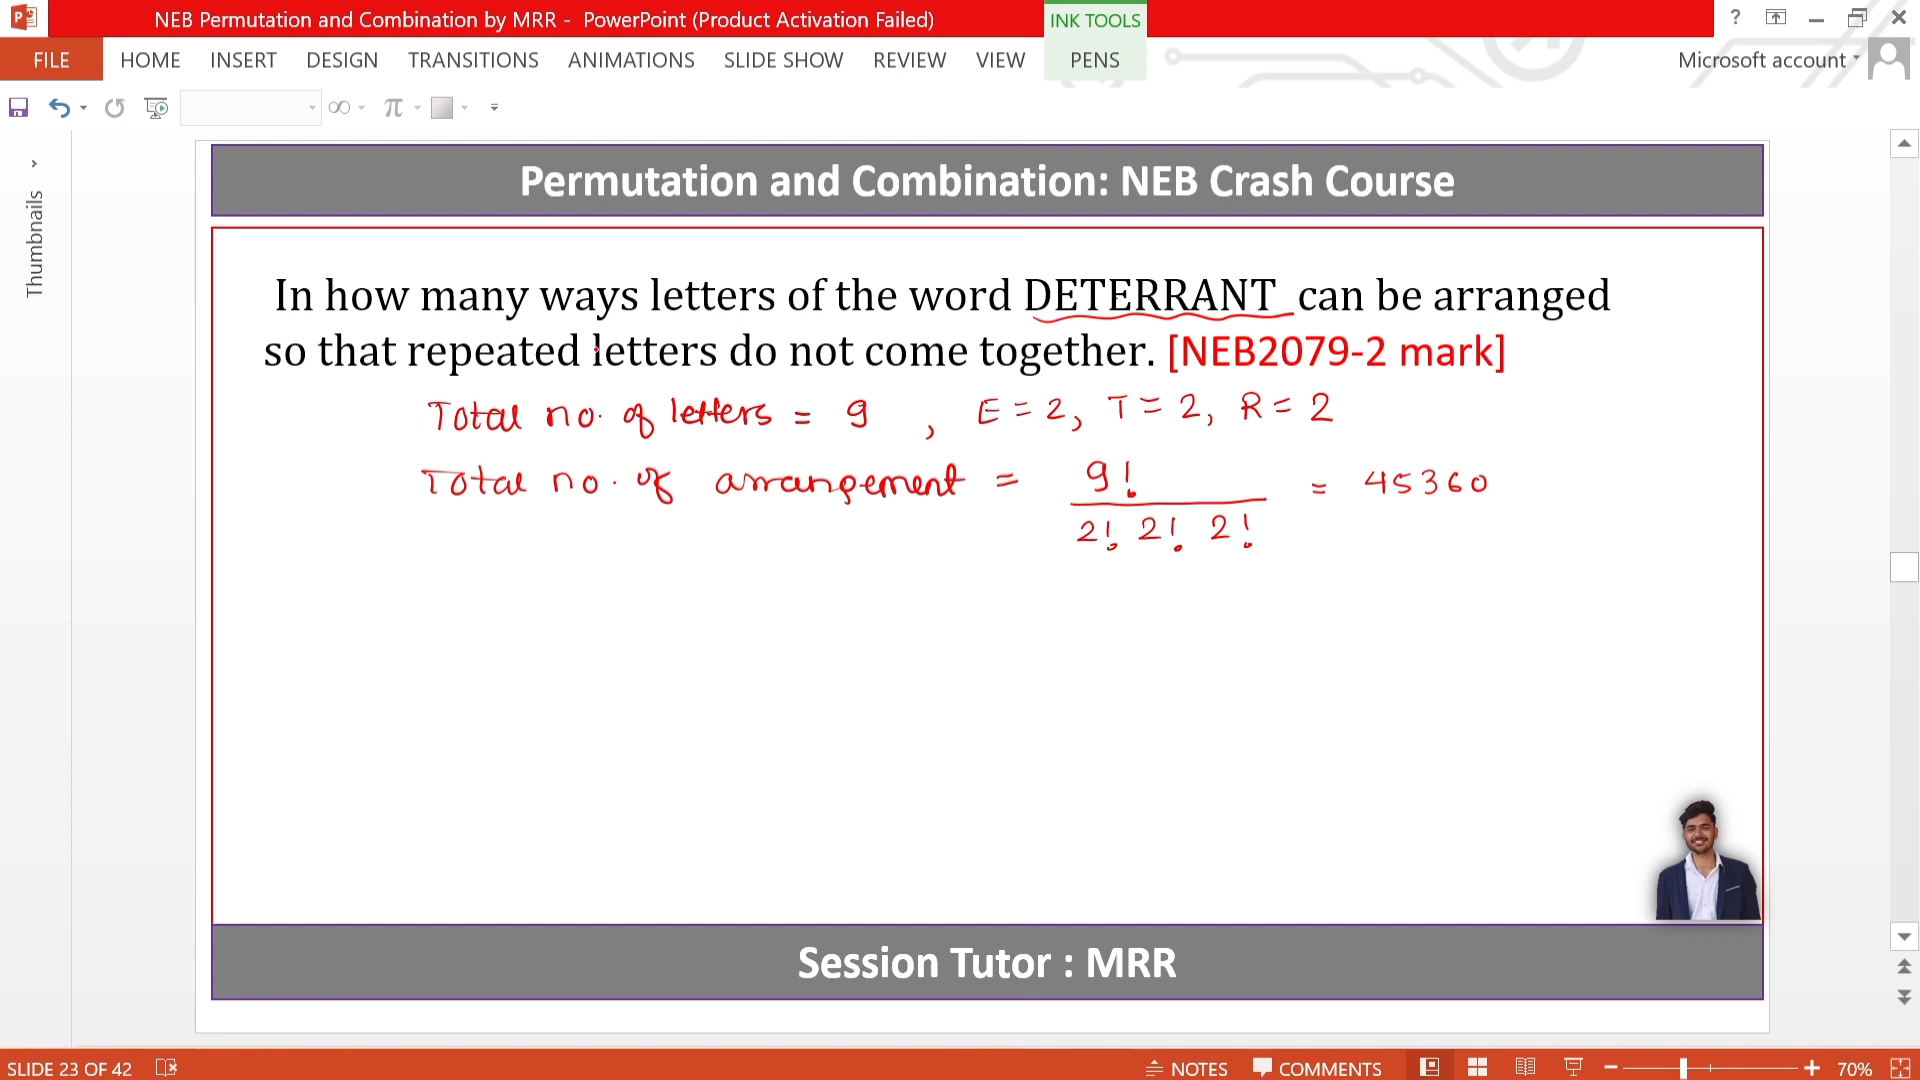 NEB Permutation and Combination by MRR - PowerPoint (Product Activation Failed)
INK TOOLS
?
FILE HOME INSERT DESIGN TRANSITIONS ANIMATIONS SLIDE SHOW REVIEW VIEW PENS
Microsoft account
Thumbnails
Permutation and Combination: NEB Crash Course
In how many ways letters of the word DETERRANT can be arranged
so that repeated letters do not come together. [NEB2079-2 mark]
Total no. of letters = 9 , E = 2, T = 2, R = 2
Total no. of arrangement = 9! / 2! 2! 2! = 45360
Session Tutor : MRR
SLIDE 23 OF 42
NOTES COMMENTS 70%